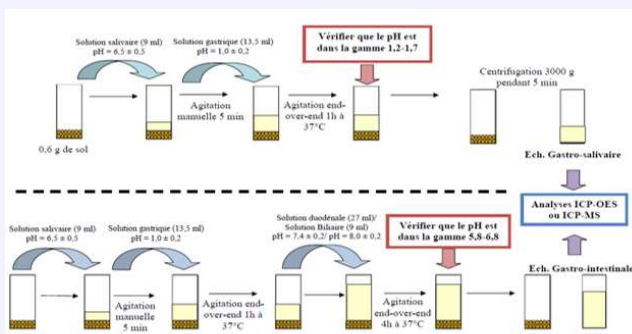 Solution salivaire (9 ml)
pH = 6,5 ± 0,5
Solution gastrique (13,5 ml)
pH = 1,0 ± 0,2
Vérifier que le pH est
dans la gamme 1,2-1,7
Centrifugation 3000 g
pendant 5 min
Agitation
manuelle 5 min
Agitation end-
over-end 1h à
37°C
0,6 g de sol
Ech. Gastro-salivaire
Analyses ICP-OES
ou ICP-MS
Solution salivaire (9 ml)
pH = 6,5 ± 0,5
Solution gastrique (13,5 ml)
pH = 1,0 ± 0,2
Solution duodénale (27 ml)/
Solution Biliaire (9 ml)
pH = 7,4 ± 0,2/ pH = 8,0 ± 0,2
Vérifier que le pH est
dans la gamme 5,8-6,8
Ech. Gastro-intestinale
Agitation
manuelle
5 min
Agitation end-
over-end 1h à
37°C
Agitation
end-over-end
4h à 37°C